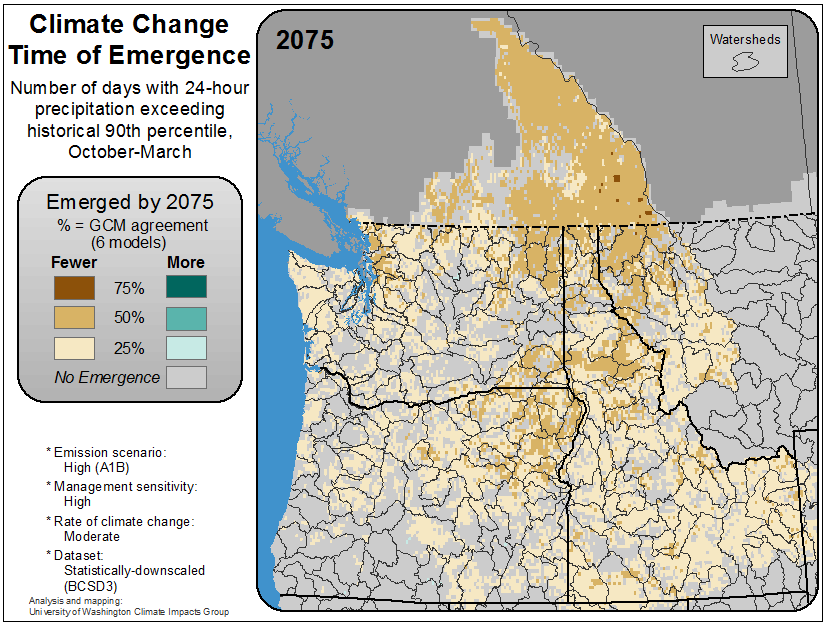 Climate Change
Time of Emergence
Number of days with 24-hour
precipitation exceeding
historical 90th percentile,
October-March
Emerged by 2075
% = GCM agreement
(6 models)
Fewer More
75%
50%
25%
No Emergence
* Emission scenario:
High (A1B)
* Management sensitivity:
High
* Rate of climate change:
Moderate
* Dataset:
Statistically-downscaled
(BCSD3)
Analysis and mapping:
University of Washington Climate Impacts Group
2075
Watersheds